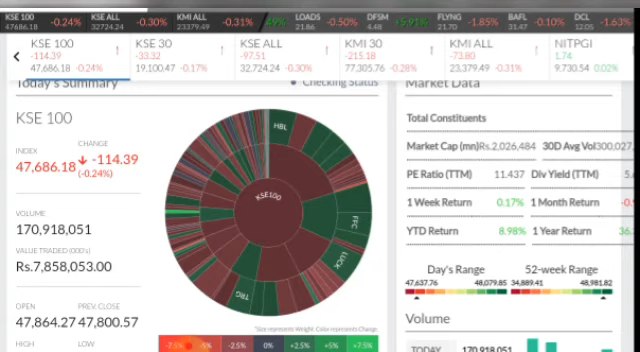 KSE 100 -0.24% KSE ALL -0.30% KMI ALL -0.31% 49% LOADS -0.50% DFSM +5.91% FLYNG -1.85% BAFL -0.10% DCL -1.63%
47686.18 32724.24 23379.49 21.86 4.48 21.70 31.47 12.05
KSE 100 KSE 30 KSE ALL KMI 30 KMI ALL NITPGI
-114.39 -33.32 -97.51 -215.18 -73.80 1.74
47,686.18 -0.24% 19,100.47 -0.17% 32,724.24 -0.30% 77,305.76 -0.28% 23,379.49 -0.31% 9,730.54 0.02%
Today's Summary
Checking Status
KSE 100
INDEX
CHANGE
47,686.18
-114.39
(-0.24%)
VOLUME
170,918,051
VALUE TRADED (000's)
Rs.7,858,053.00
OPEN PREV. CLOSE
47,864.27 47,800.57
HIGH LOW
HBL
KSE100
FFC
LUCK
TRG
*Size represents Weight. Color represents Change.
-2.5% 0% +2.5% +5% +7.5%
Market Data
Total Constituents
Market Cap (mn) Rs.2,026,484 30D Avg Vol 300,027,
PE Ratio (TTM) 11.437 Div Yield (TTM)
1 Week Return 0.17% 1 Month Return
YTD Return 8.98% 1 Year Return
Day's Range 52-week Range
47,637.76 48,079.85 34,889.41 48,981.82
Volume
TODAY 170,918,051